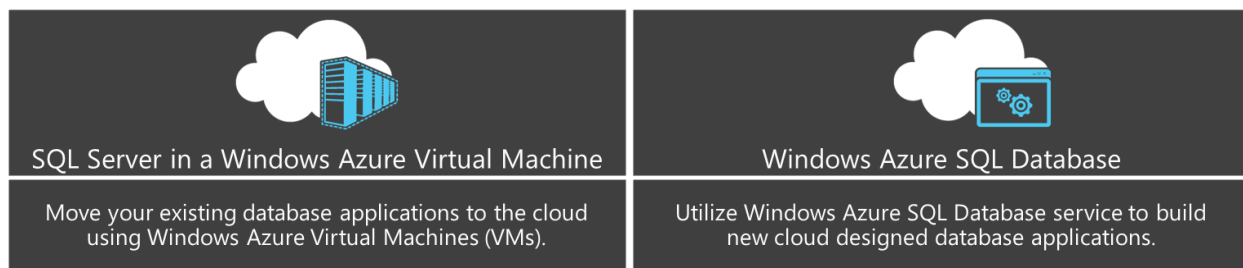 SQL Server in a Windows Azure Virtual Machine
Windows Azure SQL Database
Move your existing database applications to the cloud
using Windows Azure Virtual Machines (VMs).
Utilize Windows Azure SQL Database service to build
new cloud designed database applications.